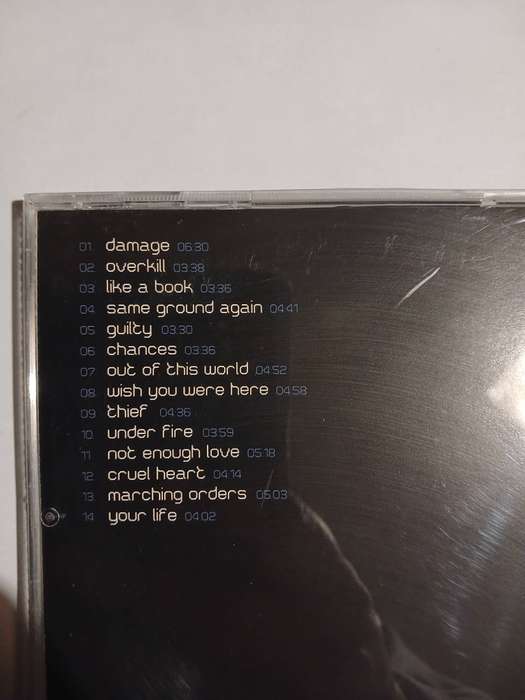 01 damage 06:30
02 overkill 03:38
03 like a book 03:36
04 same ground again 04:41
05 guilty 03:30
06 chances 03:36
07 out of this world 04:52
08 wish you were here 04:58
09 thief 04:36
10 under fire 03:59
11 not enough love 05:18
12 cruel heart 04:14
13 marching orders 05:03
14 your life 04:02